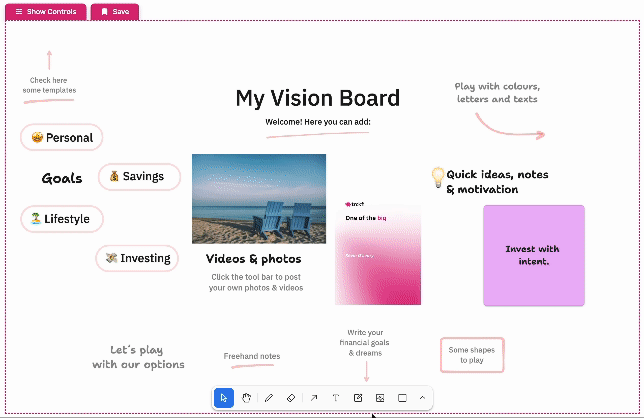 Show Controls
Save
Check here
some templates
My Vision Board
Welcome! Here you can add:
Play with colours,
letters and texts
Personal
Goals
Savings
Lifestyle
Investing
Videos & photos
Click the tool bar to post
your own photos & videos
One of the big
Quick ideas, notes
& motivation
Invest with
intent.
Let's play
with our options
Freehand notes
Write your
financial goals
& dreams
Some shapes
to play
T